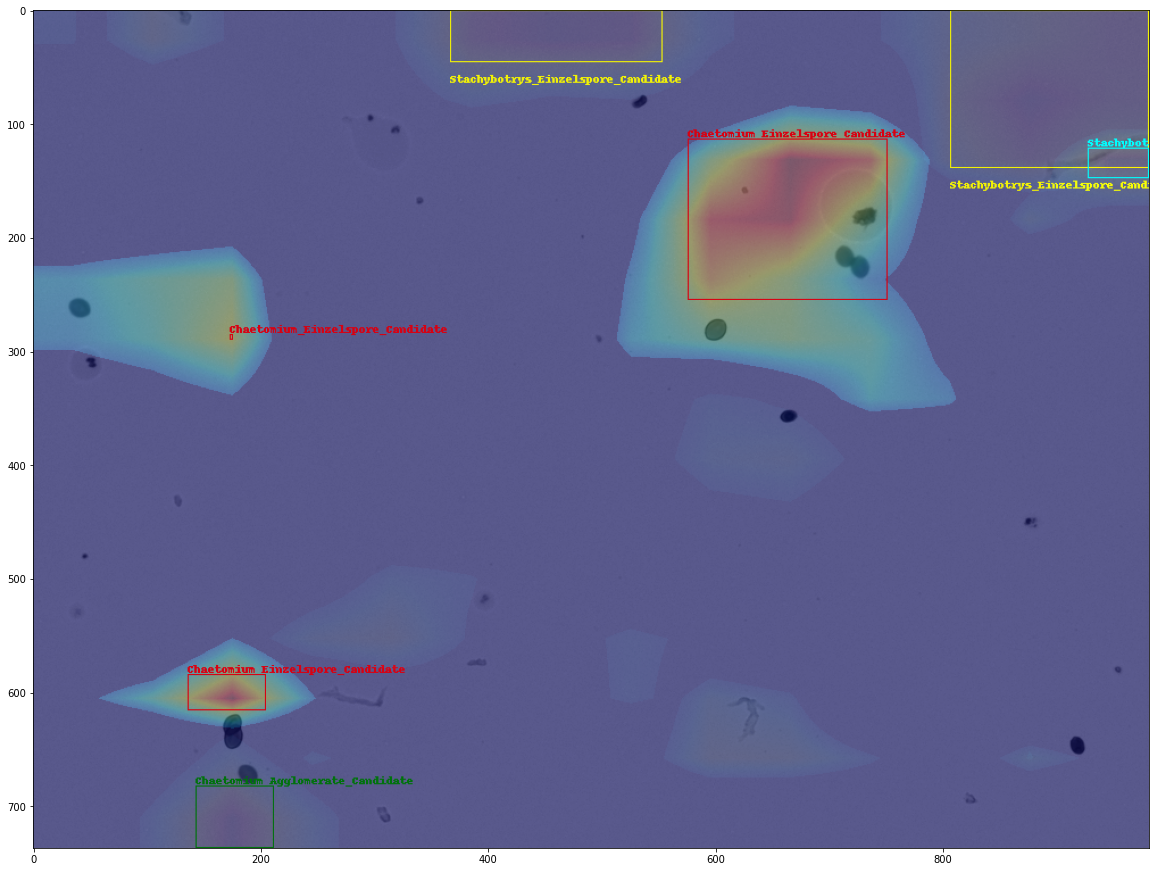 0
Stachybotrys_Einzelspore_Candidate
100
Chaetomium_Einzelspore_Candidate
Stachybot
Stachybotrys_Einzelspore_Cand
200
Chaetomium_Einzelspore_Candidate
300
400
500
Chaetomium_Einzelspore_Candidate
600
Chaetomium_Agglomerate_Candidate
700
0 200 400 600 800